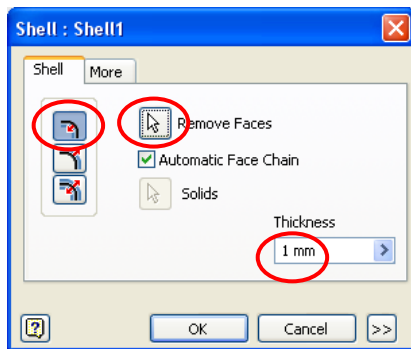 Shell : Shell1
Shell More
Remove Faces
Automatic Face Chain
Solids
Thickness
1 mm
OK Cancel >>